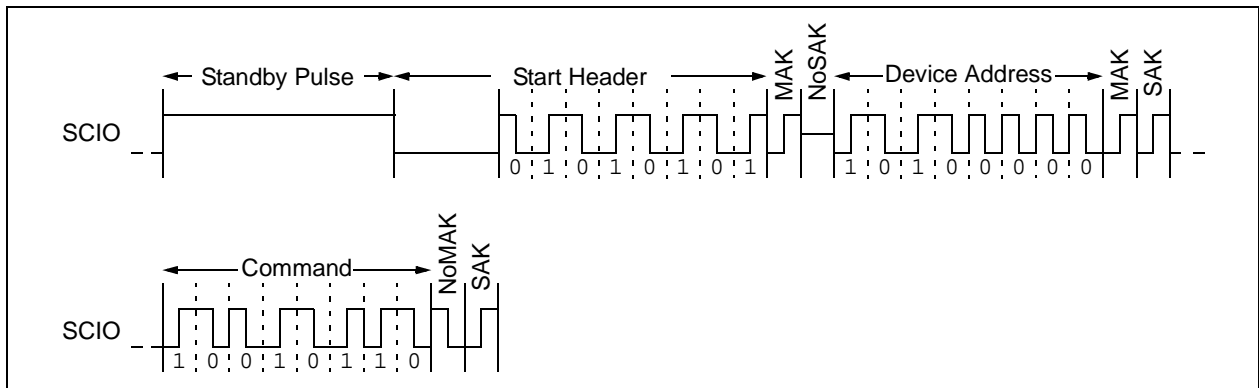 Standby Pulse Start Header MAK NoSAK Device Address MAK SAK
SCIO
0 1 0 1 0 1 0 1 1 0 1 0 0 0 0 0
Command NoMAK SAK
SCIO
1 0 0 1 0 1 1 0